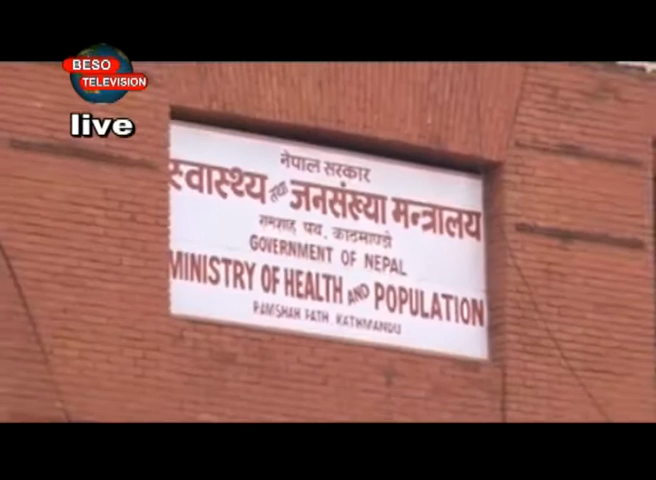 BESO
TELEVISION
live
नेपाल सरकार
स्वास्थ्य तथा जनसंख्या मन्त्रालय
रामशाह पथ, काठमाण्डौ
GOVERNMENT OF NEPAL
MINISTRY OF HEALTH AND POPULATION
RAMSHAH PATH, KATHMANDU